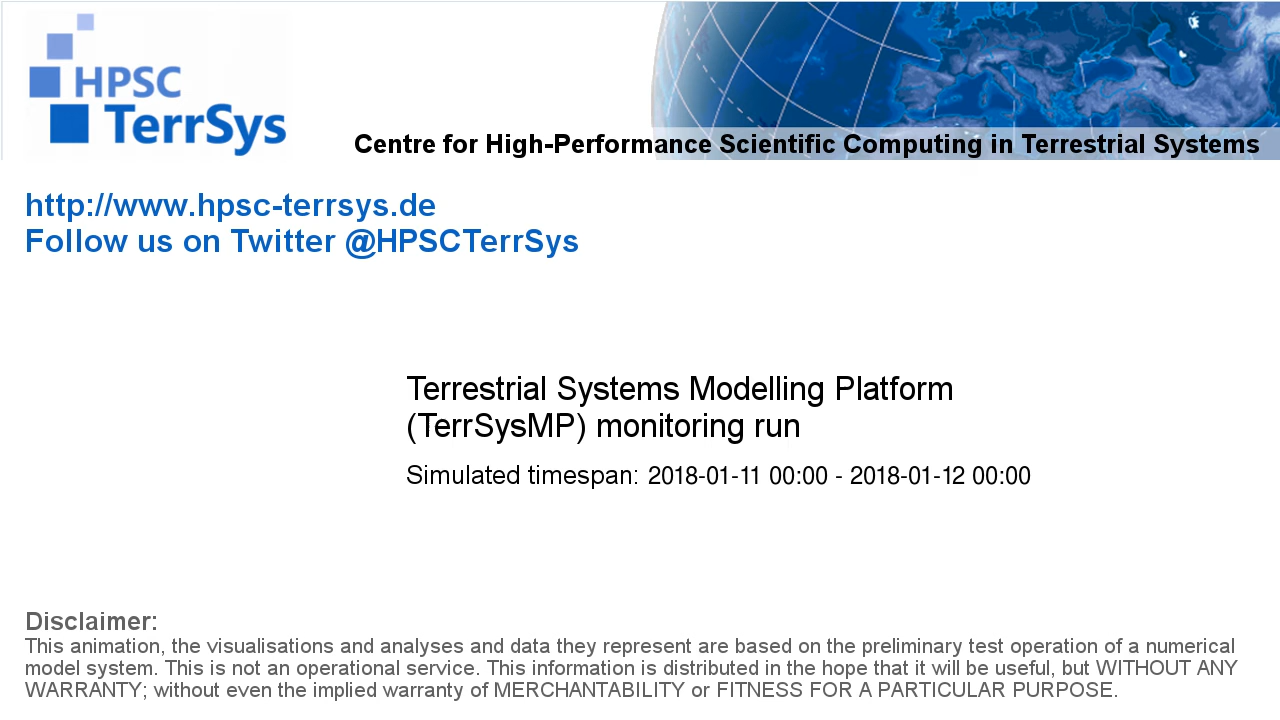 HPSC
TerrSys
Centre for High-Performance Scientific Computing in Terrestrial Systems
http://www.hpsc-terrsys.de
Follow us on Twitter @HPSCTerrSys
Terrestrial Systems Modelling Platform
(TerrSysMP) monitoring run
Simulated timespan: 2018-01-11 00:00 - 2018-01-12 00:00
Disclaimer:
This animation, the visualisations and analyses and data they represent are based on the preliminary test operation of a numerical
model system. This is not an operational service. This information is distributed in the hope that it will be useful, but WITHOUT ANY
WARRANTY; without even the implied warranty of MERCHANTABILITY or FITNESS FOR A PARTICULAR PURPOSE.